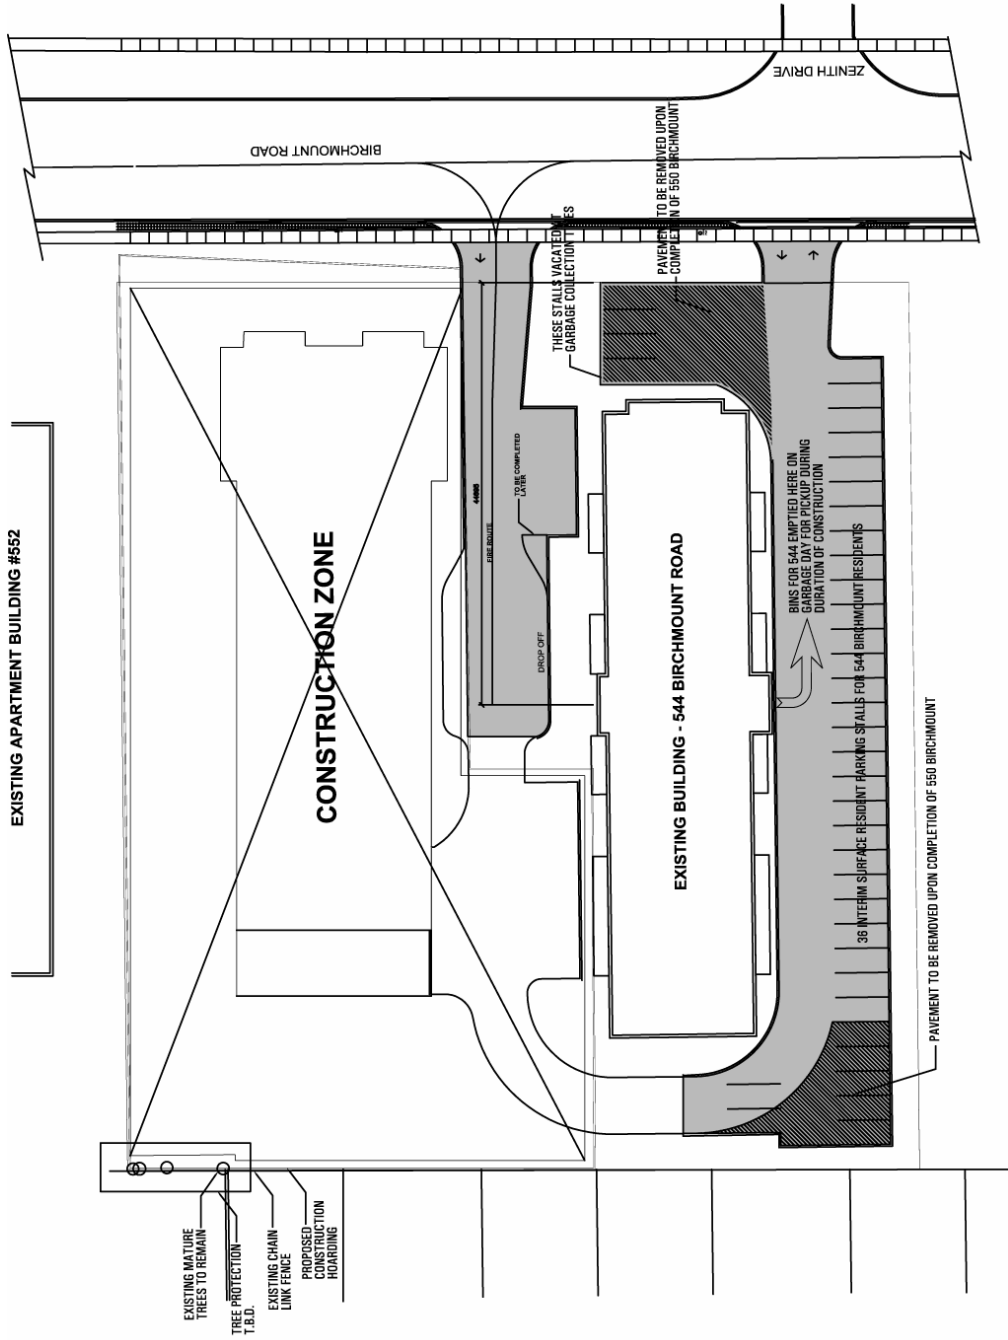 ZENITH DRIVE
BIRCHMOUNT ROAD
PAVEMENT TO BE REMOVED UPON
COMPLETION OF 550 BIRCHMOUNT
THESE STALLS VACATED AT
GARBAGE COLLECTION TIMES
EXISTING APARTMENT BUILDING #552
CONSTRUCTION ZONE
FIRE ROUTE
TO BE COMPLETED
LATER
DROP OFF
EXISTING BUILDING - 544 BIRCHMOUNT ROAD
BINS FOR 544 EMPTIED HERE ON
GARBAGE DAY FOR PICKUP DURING
DURATION OF CONSTRUCTION
36 INTERIM SURFACE RESIDENT PARKING STALLS FOR 544 BIRCHMOUNT RESIDENTS
PAVEMENT TO BE REMOVED UPON COMPLETION OF 550 BIRCHMOUNT
EXISTING MATURE
TREES TO REMAIN
TREE PROTECTION
T.B.D.
EXISTING CHAIN
LINK FENCE
PROPOSED
CONSTRUCTION
HOARDING